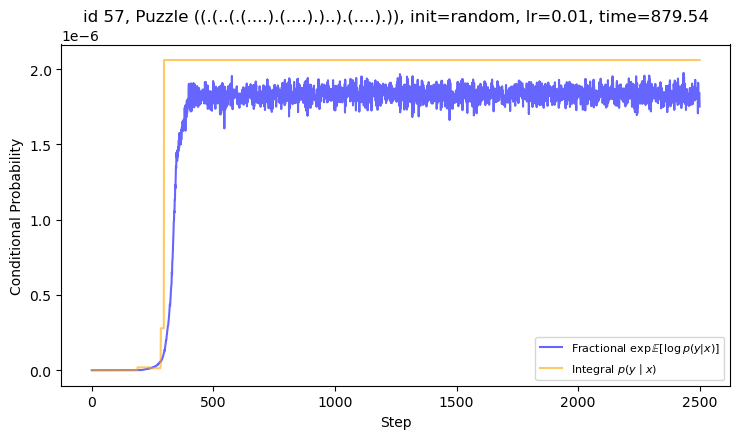 id 57, Puzzle ((.(..(.(....).(....).)..).(....).)), init=random, lr=0.01, time=879.54
1e−6
2.0
1.5
1.0
0.5
0.0
Conditional Probability
0
500
1000
1500
2000
2500
Step
Fractional exp𝔼[log p(y|x)]
Integral p(y | x)